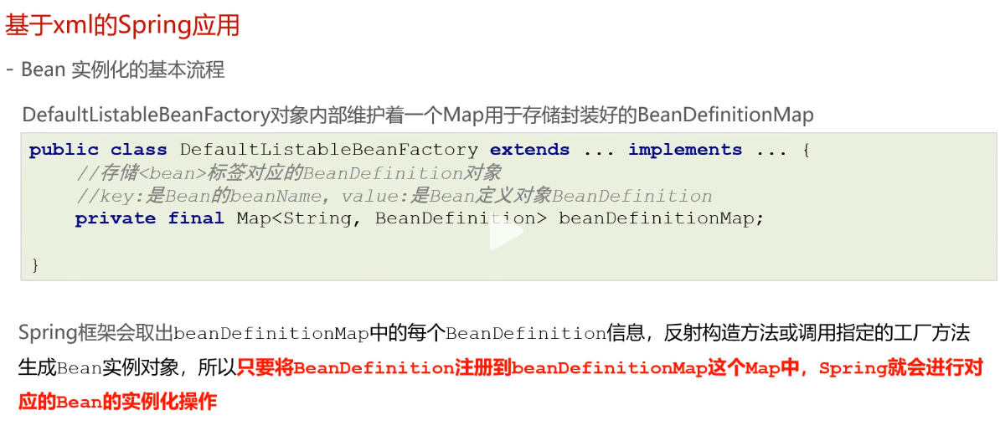 基于xml的Spring应用
- Bean 实例化的基本流程
DefaultListableBeanFactory对象内部维护着一个Map用于存储封装好的BeanDefinitionMap
public class DefaultListableBeanFactory extends ... implements ... {
//存储<bean>标签对应的BeanDefinition对象
//key:是Bean的beanName，value:是Bean定义对象BeanDefinition
private final Map<String, BeanDefinition> beanDefinitionMap;
}
Spring框架会取出beanDefinitionMap中的每个BeanDefinition信息，反射构造方法或调用指定的工厂方法
生成Bean实例对象，所以只要将BeanDefinition注册到beanDefinitionMap这个Map中，Spring就会进行对
应的Bean的实例化操作